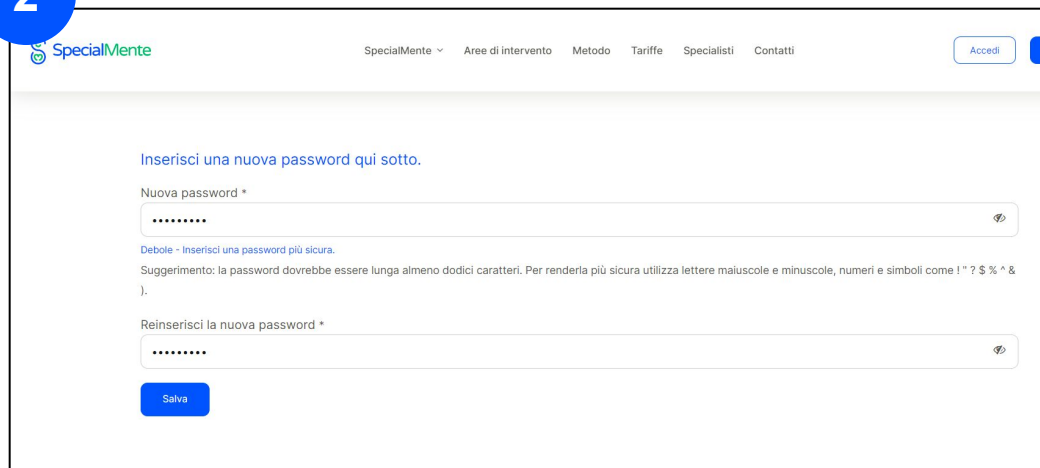 2
SpecialMente
SpecialMente Aree di intervento Metodo Tariffe Specialisti Contatti
Accedi
Inserisci una nuova password qui sotto.
Nuova password *
•••••••••
Debole - Inserisci una password più sicura.
Suggerimento: la password dovrebbe essere lunga almeno dodici caratteri. Per renderla più sicura utilizza lettere maiuscole e minuscole, numeri e simboli come ! " ? $ % ^ &
).
Reinserisci la nuova password *
•••••••••
Salva